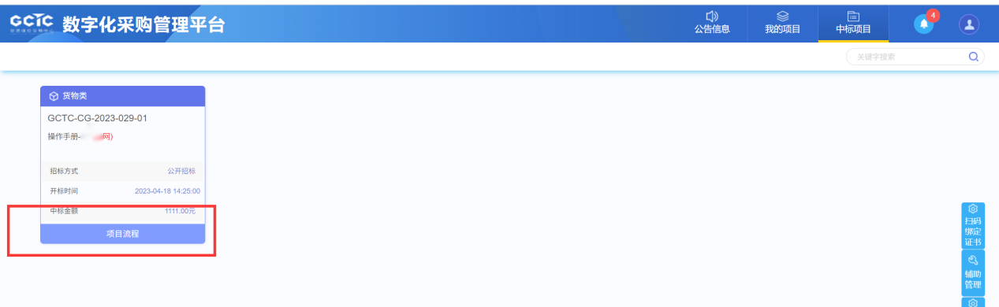 GCTC 数字化采购管理平台
公告信息
我的项目
中标项目
4
关键字搜索
货物类
GCTC-CG-2023-029-01
操作手册-
网)
招标方式 公开招标
开标时间 2023-04-18 14:25:00
中标金额 1111.00元
项目流程
扫码
绑定
证书
辅助
管理